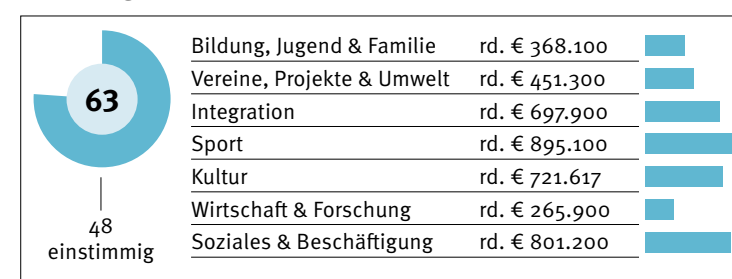 63
48
einstimmig
Bildung, Jugend & Familie rd. € 368.100
Vereine, Projekte & Umwelt rd. € 451.300
Integration rd. € 697.900
Sport rd. € 895.100
Kultur rd. € 721.617
Wirtschaft & Forschung rd. € 265.900
Soziales & Beschäftigung rd. € 801.200